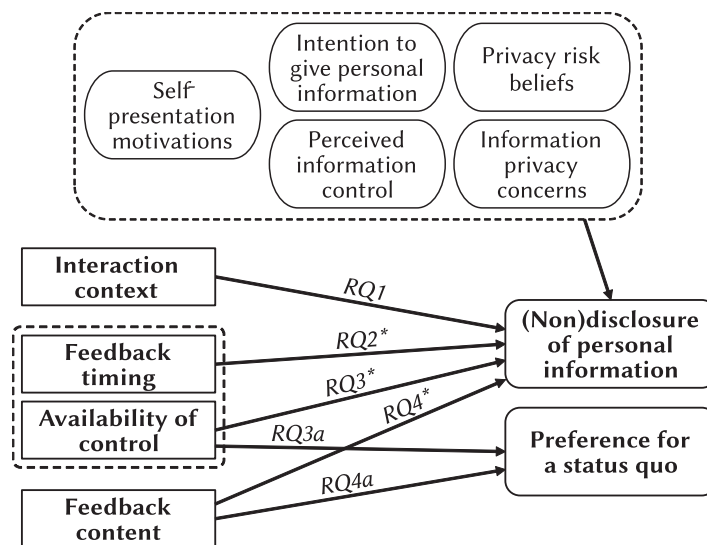 Self-
presentation
motivations
Intention to
give personal
information
Privacy risk
beliefs
Perceived
information
control
Information
privacy
concerns
Interaction
context
RQ1
Feedback
timing
RQ2*
(Non)disclosure
of personal
information
Availability of
control
RQ3*
RQ4*
RQ3a
Preference for
a status quo
Feedback
content
RQ4a